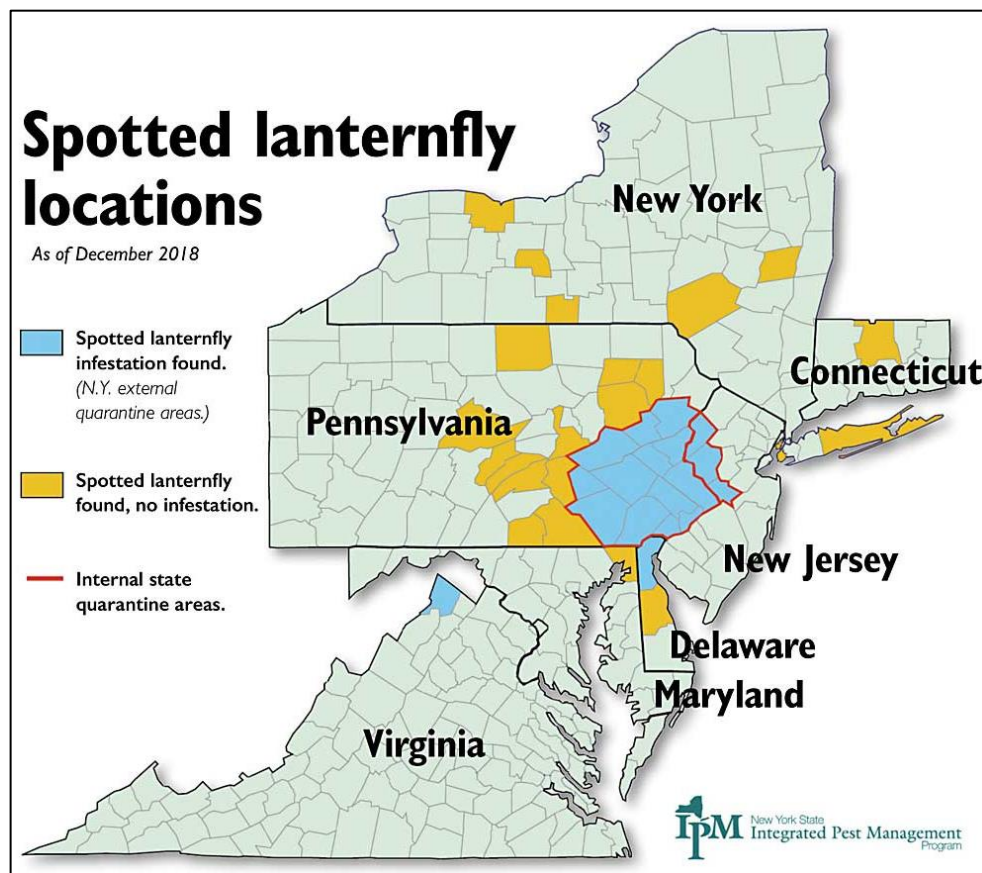 Spotted lanternfly
locations
As of December 2018
Spotted lanternfly
infestation found.
(N.Y. external
quarantine areas.)
Spotted lanternfly
found, no infestation.
Internal state
quarantine areas.
New York
Connecticut
Pennsylvania
New Jersey
Delaware
Maryland
Virginia
IPM
New York State
Integrated Pest Management
Program